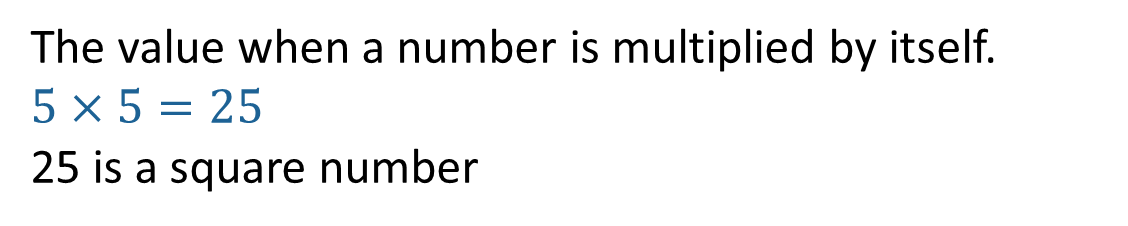 The value when a number is multiplied by itself.
5 × 5 = 25
25 is a square number